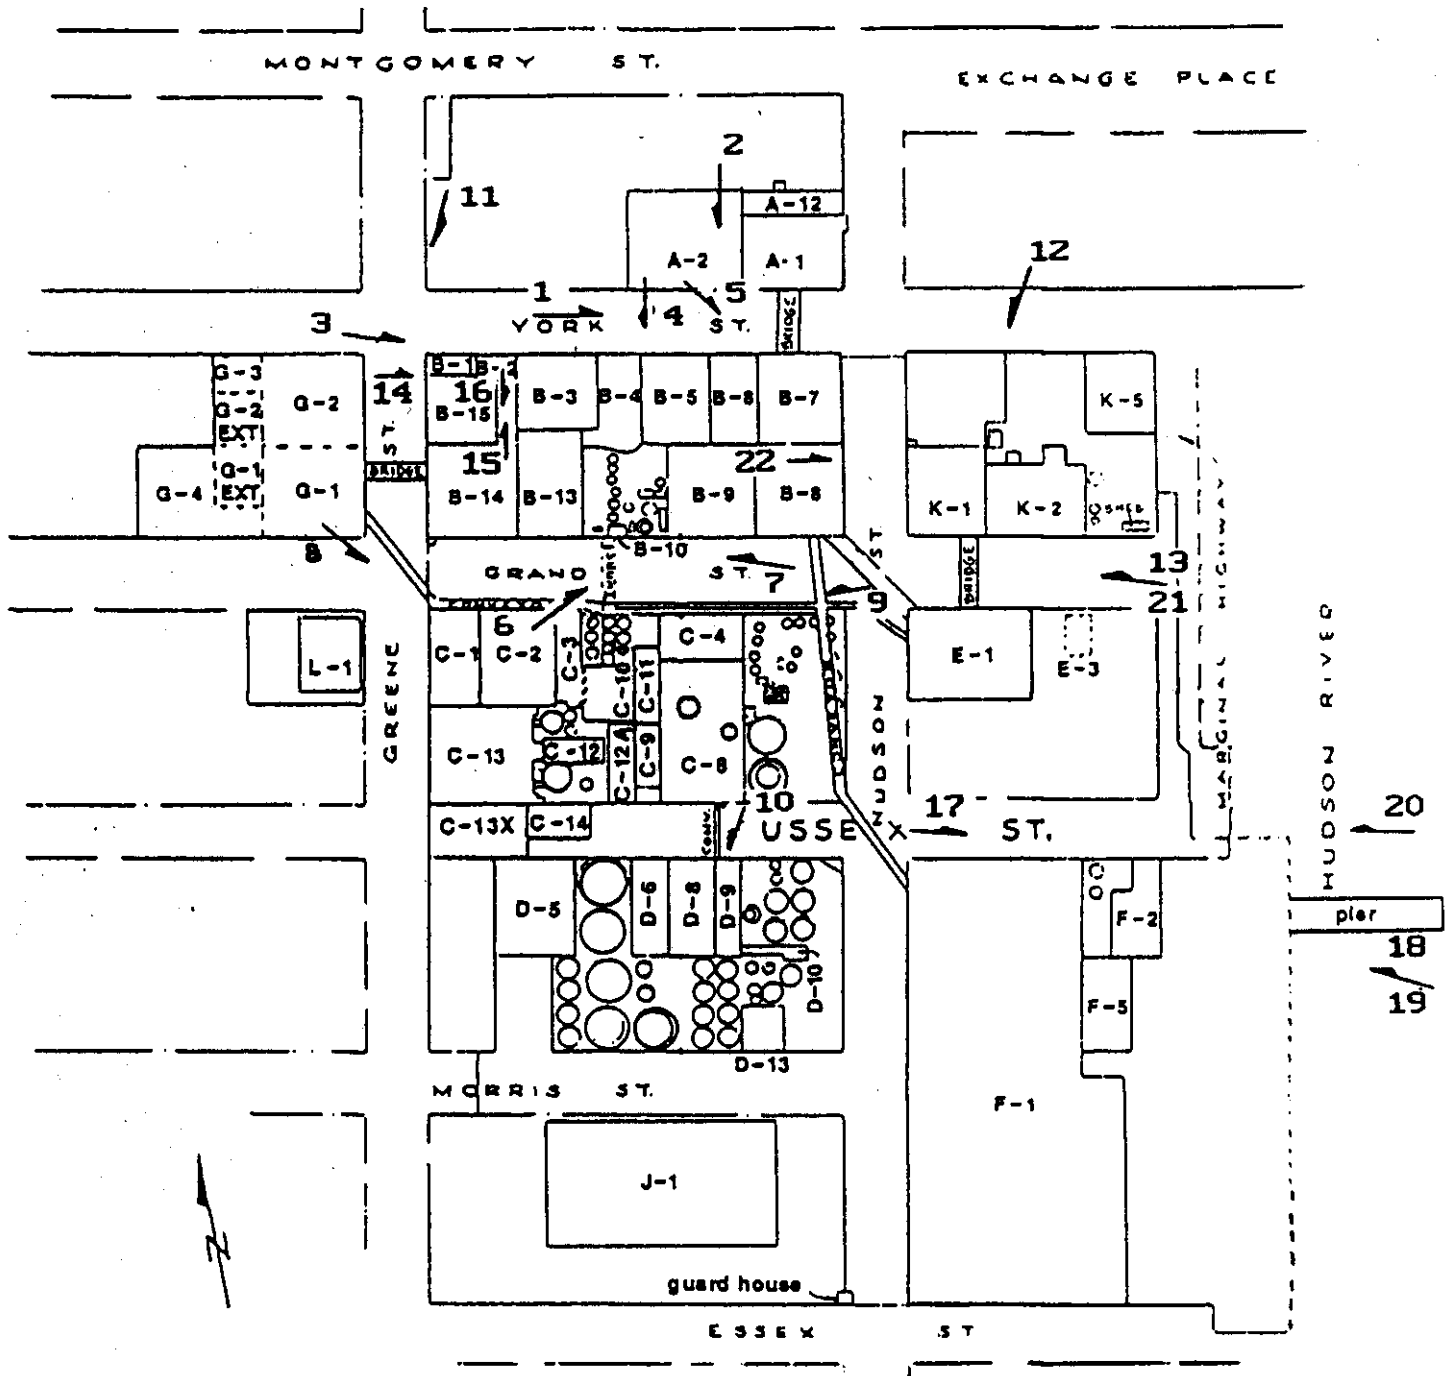 MONTGOMERY ST.
EXCHANGE PLACE
2
11
A-12
A-2
A-1
12
1
5
3
4
YORK ST.
BRIDGE
G-3
B-1
B-2
14
16
G-2
G-2
EXT
B-15
B-3
B-4
B-5
B-6
B-7
K-5
ST.
15
22
BRIDGE
G-1
EXT
G-4
G-1
B-14
B-13
B-9
B-8
K-1
K-2
SHED
8
B-10
GRAND ST.
7
ST
BRIDGE
13
MARGINAL HIGHWAY
9
21
6
L-1
C-1
C-2
C-3
C-4
E-1
E-3
GREENE
C-10
C-11
HUDSON
HUDSON RIVER
C-13
C-12
C-12A
C-9
C-8
10
17
20
C-13X
C-14
CONV.
USSEX ST.
D-5
D-6
D-8
D-9
F-2
pier
18
D-10
F-5
19
D-13
MORRIS ST.
F-1
J-1
N
guard house
ESSEX ST